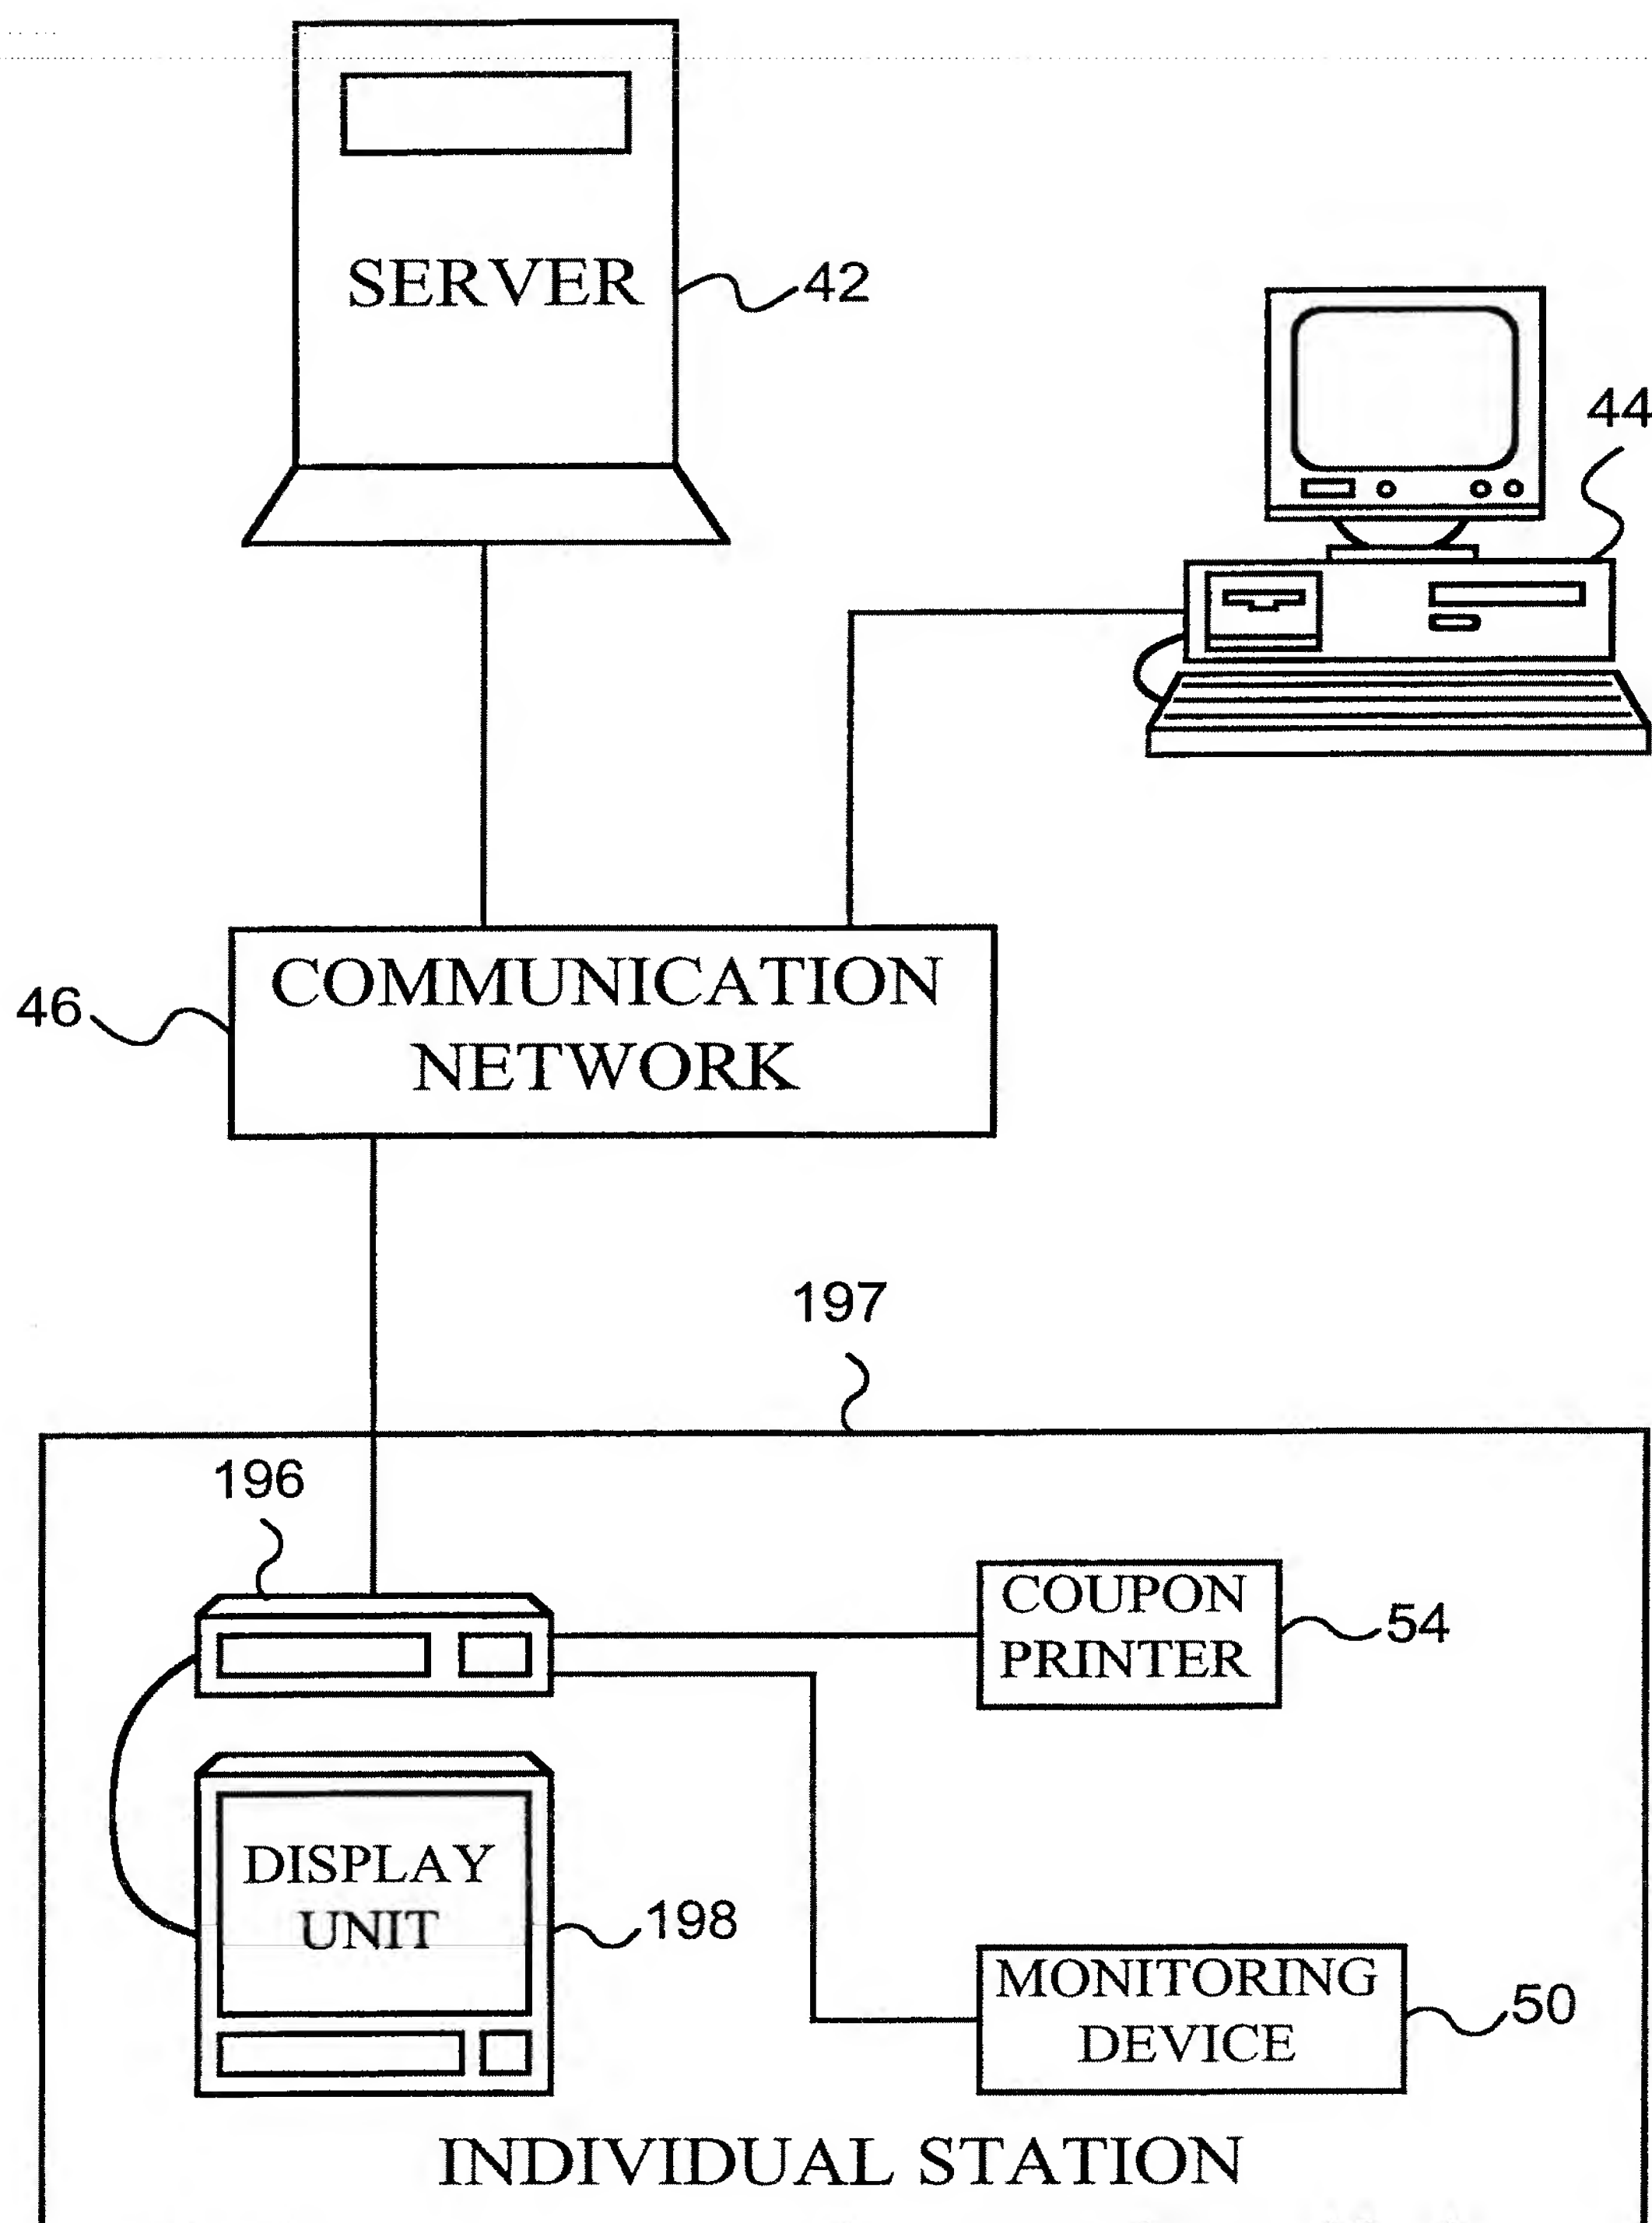 SERVER
42
44
COMMUNICATION
NETWORK
46
197
196
COUPON
PRINTER
54
DISPLAY
UNIT
198
MONITORING
DEVICE
50
INDIVIDUAL STATION